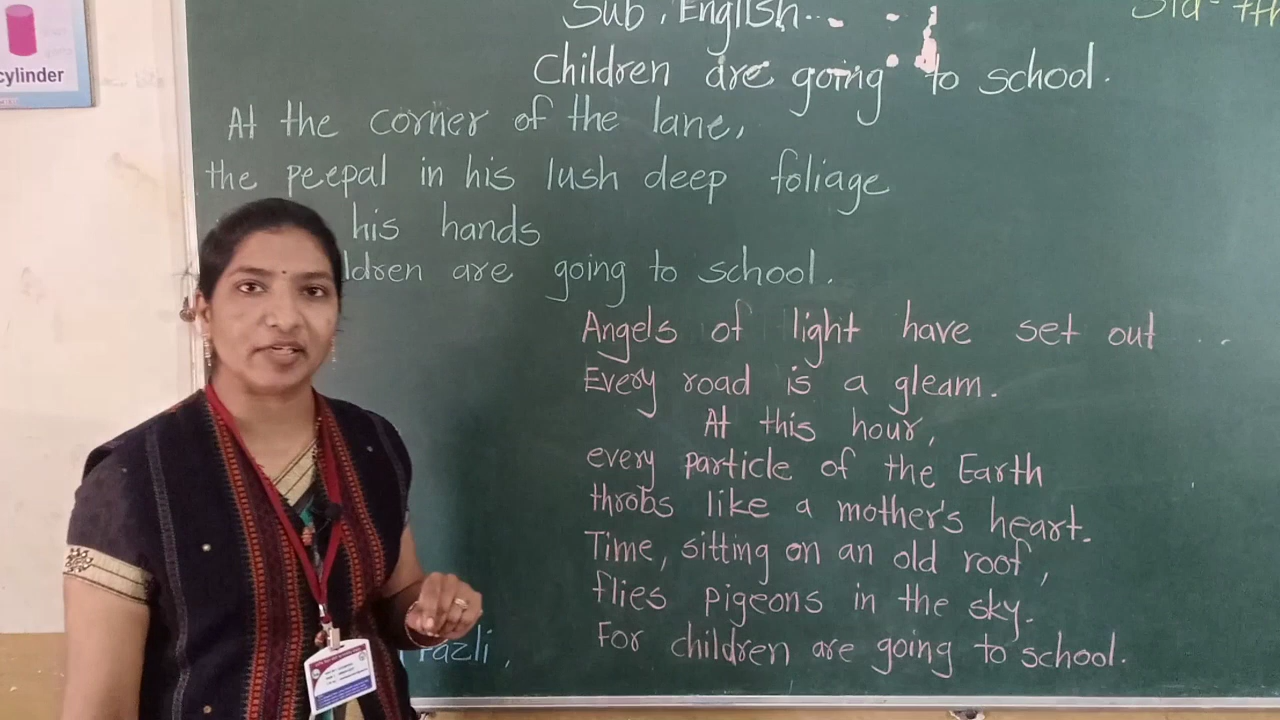 cylinder
Sub. English...
Std- 7th
Children are going to school.
At the corner of the lane,
the peepal in his lush deep foliage
his hands
ldren are going to school.
Angels of light have set out ...
Every road is a gleam.
At this hour,
every particle of the Earth
throbs like a mother's heart.
Time, sitting on an old roof,
flies pigeons in the sky.
For children are going to school.
Fazli,